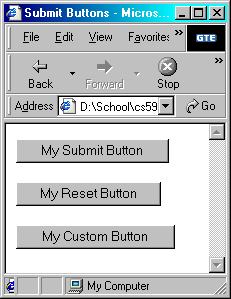 Submit Buttons - Micros...
File Edit View Favorites » GTE
Back Forward Stop »
Address D:\School\cs59 Go
My Submit Button
My Reset Button
My Custom Button
My Computer